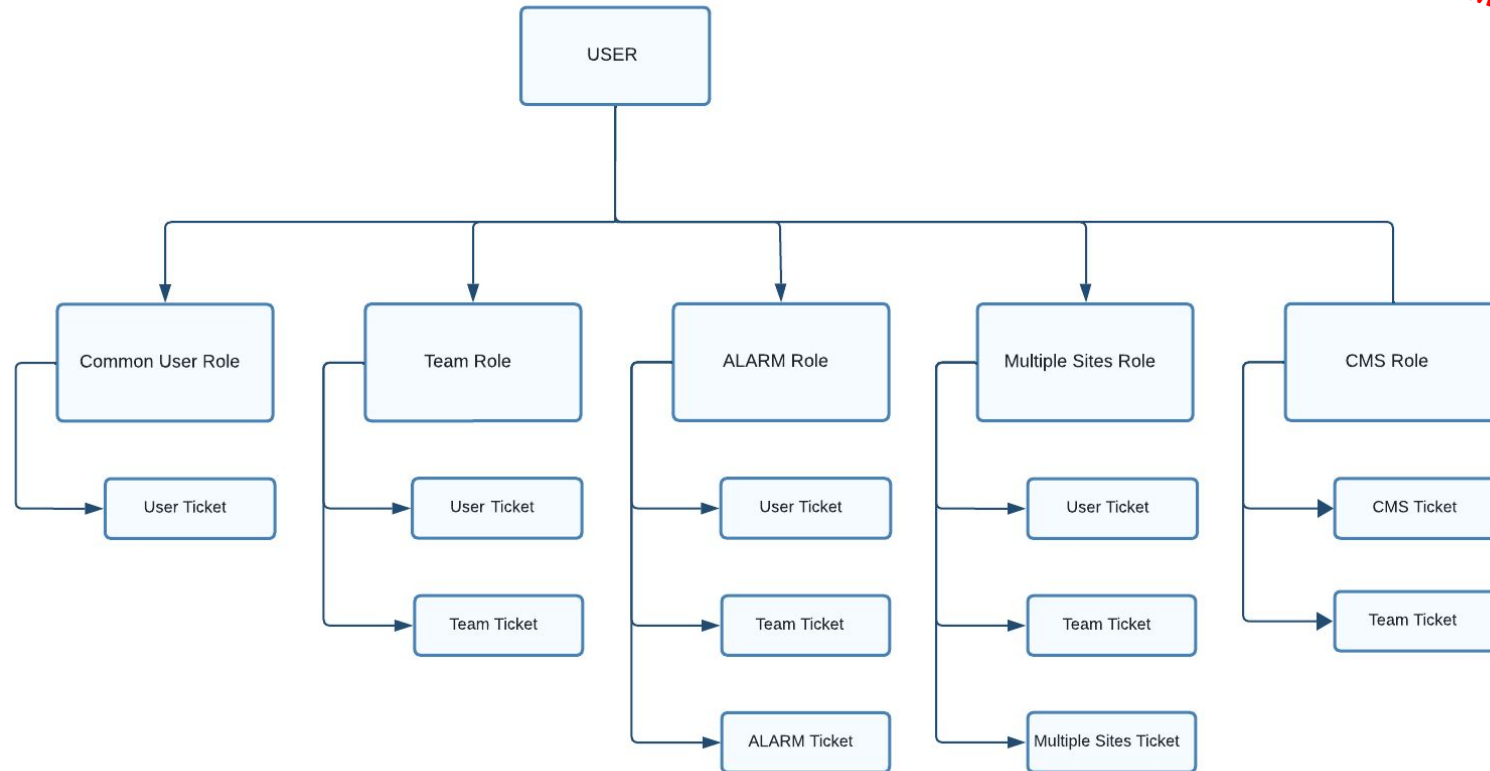 USER
Common User Role
Team Role
ALARM Role
Multiple Sites Role
CMS Role
User Ticket
User Ticket
User Ticket
User Ticket
CMS Ticket
Team Ticket
Team Ticket
Team Ticket
Team Ticket
ALARM Ticket
Multiple Sites Ticket